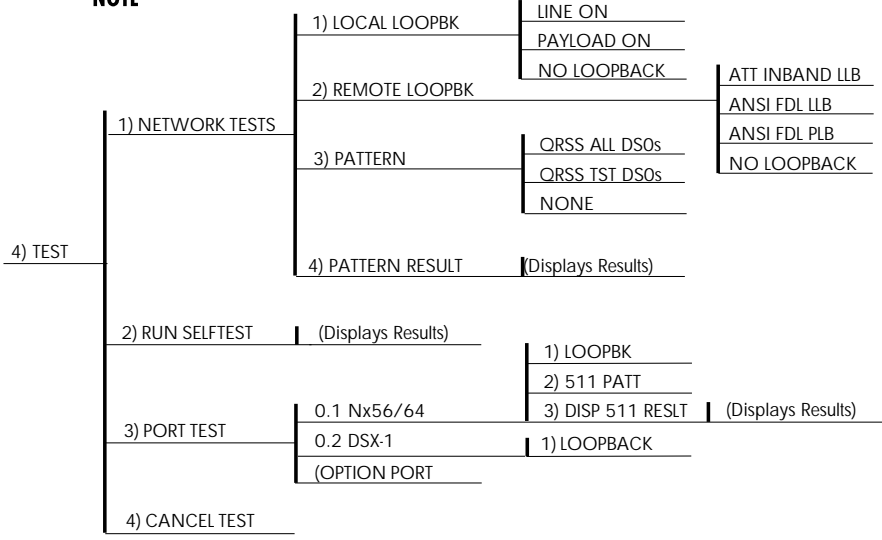 NOTE
LINE ON
1) LOCAL LOOPBK
PAYLOAD ON
NO LOOPBACK
ATT INBAND LLB
2) REMOTE LOOPBK
ANSI FDL LLB
1) NETWORK TESTS
ANSI FDL PLB
QRSS ALL DS0s
3) PATTERN
NO LOOPBACK
QRSS TST DS0s
NONE
4) TEST
4) PATTERN RESULT
(Displays Results)
2) RUN SELFTEST
(Displays Results)
1) LOOPBK
2) 511 PATT
0.1 Nx56/64
3) DISP 511 RESLT
(Displays Results)
3) PORT TEST
0.2 DSX-1
1) LOOPBACK
(OPTION PORT
4) CANCEL TEST